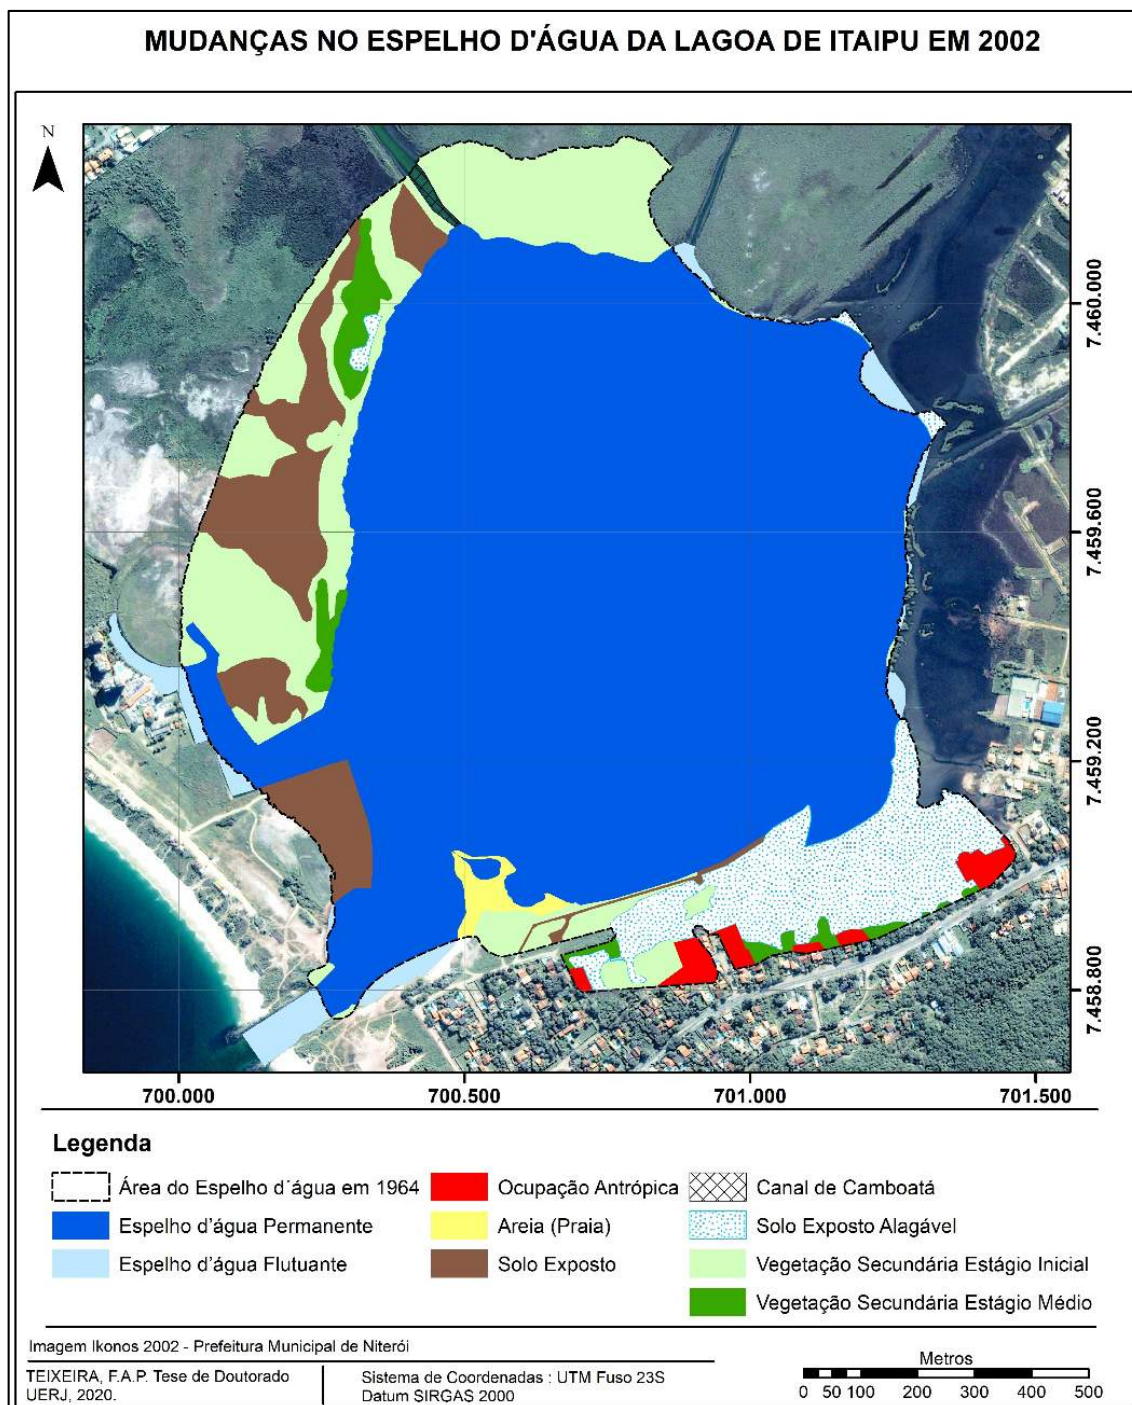 MUDANÇAS NO ESPELHO D'ÁGUA DA LAGOA DE ITAIPU EM 2002
N
7.460.000
7.459.600
7.459.200
7.458.800
700.000
700.500
701.000
701.500
Legenda
Área do Espelho d´água em 1964
Ocupação Antrópica
Canal de Camboatá
Espelho d'água Permanente
Areia (Praia)
Solo Exposto Alagável
Espelho d'água Flutuante
Solo Exposto
Vegetação Secundária Estágio Inicial
Vegetação Secundária Estágio Médio
Imagem Ikonos 2002 - Prefeitura Municipal de Niterói
TEIXEIRA, F.A.P. Tese de Doutorado
UERJ, 2020.
Sistema de Coordenadas : UTM Fuso 23S
Datum SIRGAS 2000
Metros
0 50 100 200 300 400 500